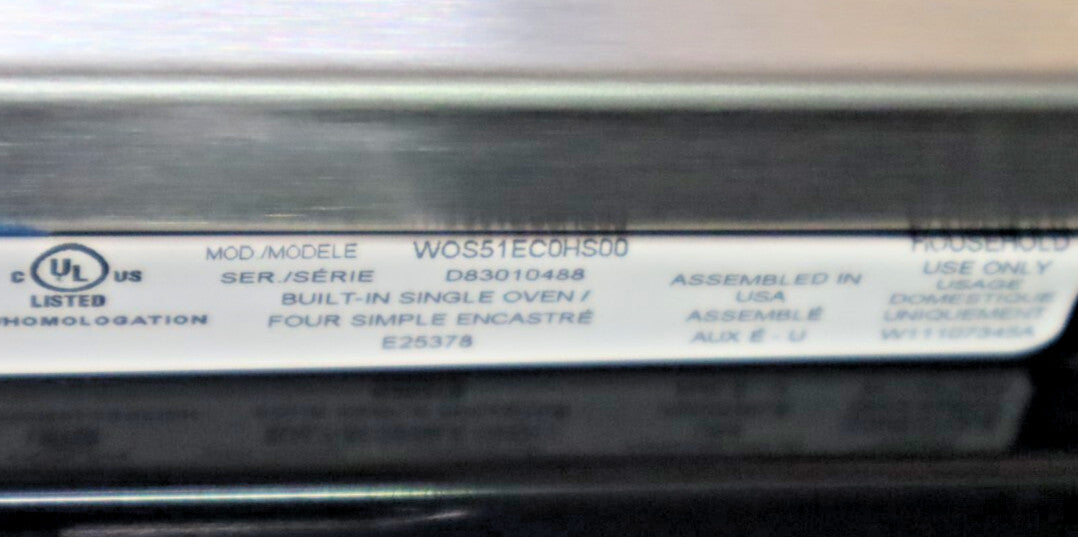 C UL US
LISTED
HOMOLOGATION
MOD./MODELE WOS51EC0HS00
SER./SÉRIE D83010488
BUILT-IN SINGLE OVEN /
FOUR SIMPLE ENCASTRÉ
E25378
ASSEMBLED IN
USA
ASSEMBLÉ
AUX É - U
HOUSEHOLD
USE ONLY
USAGE
DOMESTIQUE
UNIQUEMENT
W11107345A